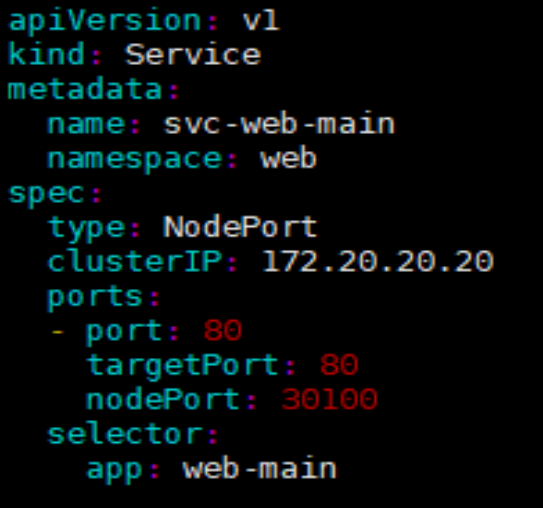 apiVersion: v1
kind: Service
metadata:
  name: svc-web-main
  namespace: web
spec:
  type: NodePort
  clusterIP: 172.20.20.20
  ports:
  - port: 80
    targetPort: 80
    nodePort: 30100
  selector:
    app: web-main